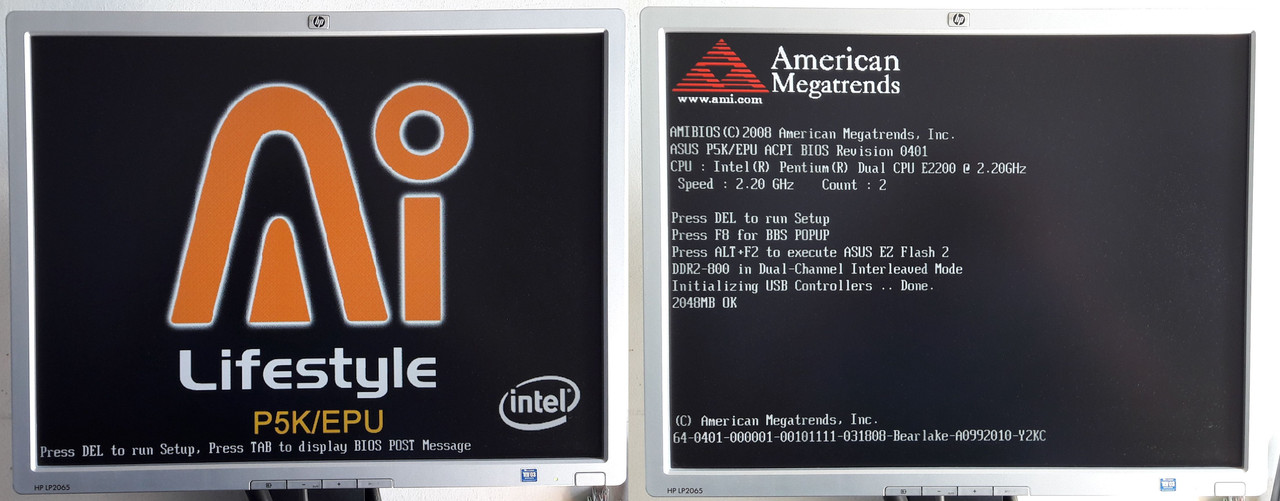 hp
Ai
Lifestyle
P5K/EPU
intel
Press DEL to run Setup, Press TAB to display BIOS POST Message
HP LP2065
hp
American
Megatrends
www.ami.com
AMIBIOS(C)2008 American Megatrends, Inc.
ASUS P5K/EPU ACPI BIOS Revision 0401
CPU : Intel(R) Pentium(R) Dual CPU E2200 @ 2.20GHz
Speed : 2.20 GHz Count : 2
Press DEL to run Setup
Press F8 for BBS POPUP
Press ALT+F2 to execute ASUS EZ Flash 2
DDR2-800 in Dual-Channel Interleaved Mode
Initializing USB Controllers .. Done.
2048MB OK
(C) American Megatrends, Inc.
64-0401-000001-00101111-031808-Bearlake-A0992010-Y2KC
HP LP2065